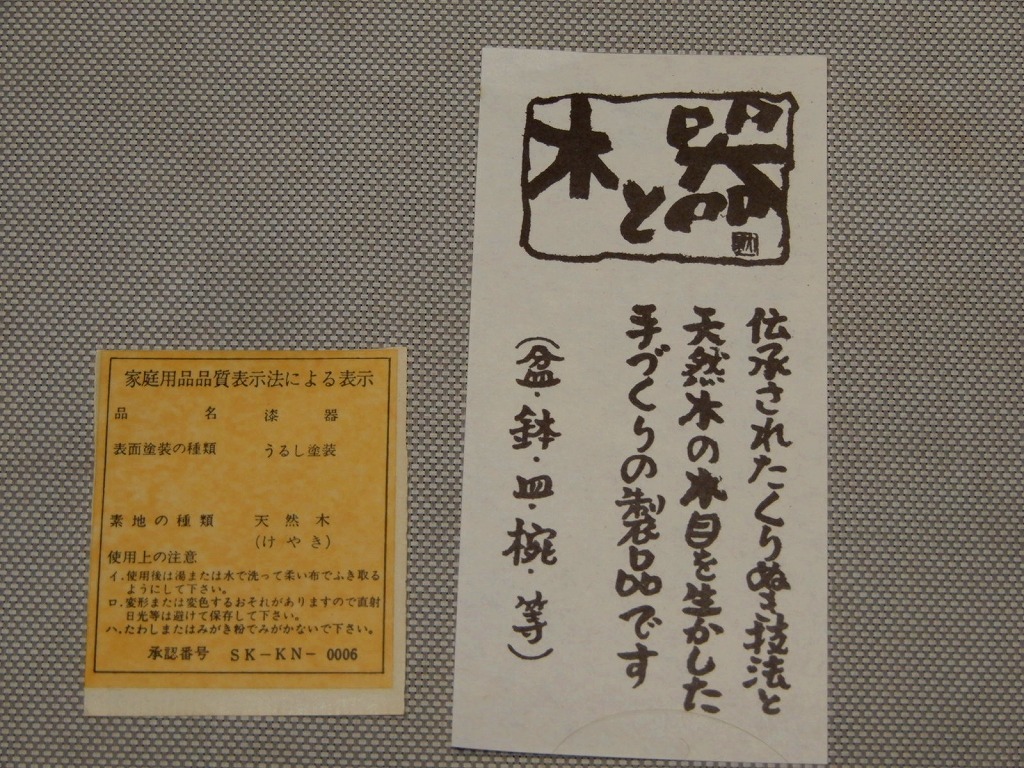 家庭用品品質表示法による表示
品名 漆器
表面塗装の種類 うるし塗装
素地の種類 天然木
(けやき)
使用上の注意
イ.使用後は湯または水で洗って柔い布でふき取る
ようにして下さい。
ロ.変形または変色するおそれがありますので直射
日光等は避けて保存して下さい。
ハ.たわしまたはみがき粉でみがかないで下さい。
承認番号 SK-KN-0006
木と器
伝承されたくりぬき技法と
天然木の木目を生かした
手づくりの製品です
(盆・鉢・皿・椀・等)